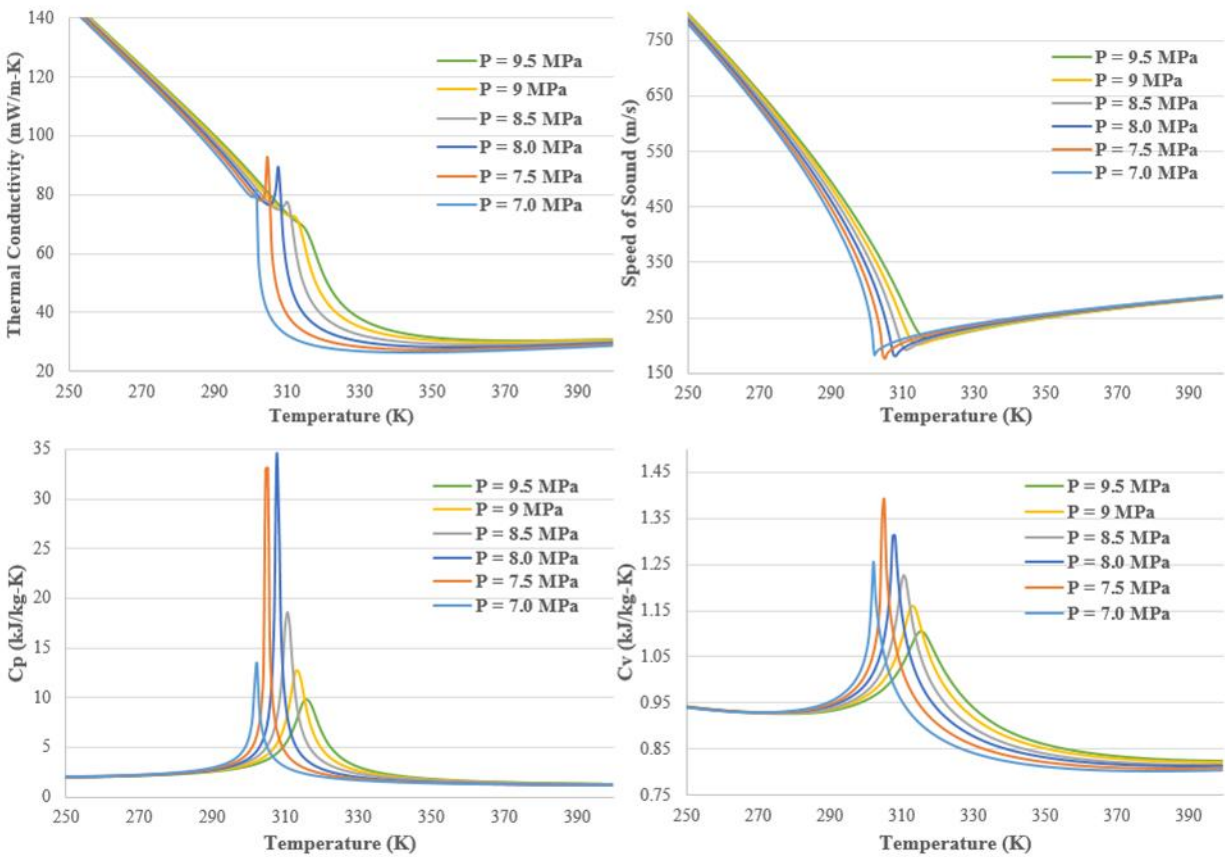 Thermal Conductivity (mW/m-K)
140
120
100
80
60
40
20
250 270 290 310 330 350 370 390
Temperature (K)
P = 9.5 MPa
P = 9 MPa
P = 8.5 MPa
P = 8.0 MPa
P = 7.5 MPa
P = 7.0 MPa
Speed of Sound (m/s)
750
650
550
450
350
250
150
250 270 290 310 330 350 370 390
Temperature (K)
P = 9.5 MPa
P = 9 MPa
P = 8.5 MPa
P = 8.0 MPa
P = 7.5 MPa
P = 7.0 MPa
Cp (kJ/kg-K)
35
30
25
20
15
10
5
0
250 270 290 310 330 350 370 390
Temperature (K)
P = 9.5 MPa
P = 9 MPa
P = 8.5 MPa
P = 8.0 MPa
P = 7.5 MPa
P = 7.0 MPa
Cv (kJ/kg-K)
1.45
1.35
1.25
1.15
1.05
0.95
0.85
0.75
250 270 290 310 330 350 370 390
Temperature (K)
P = 9.5 MPa
P = 9 MPa
P = 8.5 MPa
P = 8.0 MPa
P = 7.5 MPa
P = 7.0 MPa